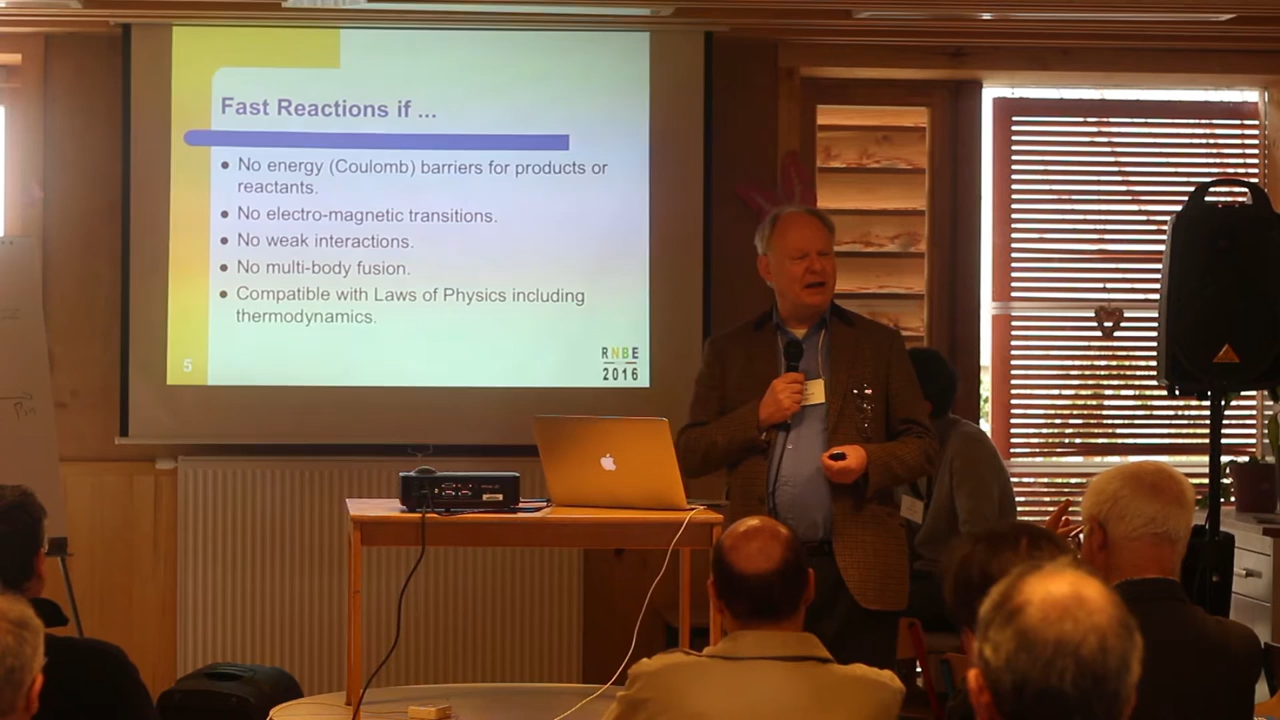 Fast Reactions if ...
● No energy (Coulomb) barriers for products or
reactants.
● No electro-magnetic transitions.
● No weak interactions.
● No multi-body fusion.
● Compatible with Laws of Physics including
thermodynamics.
5
RNBE
2016